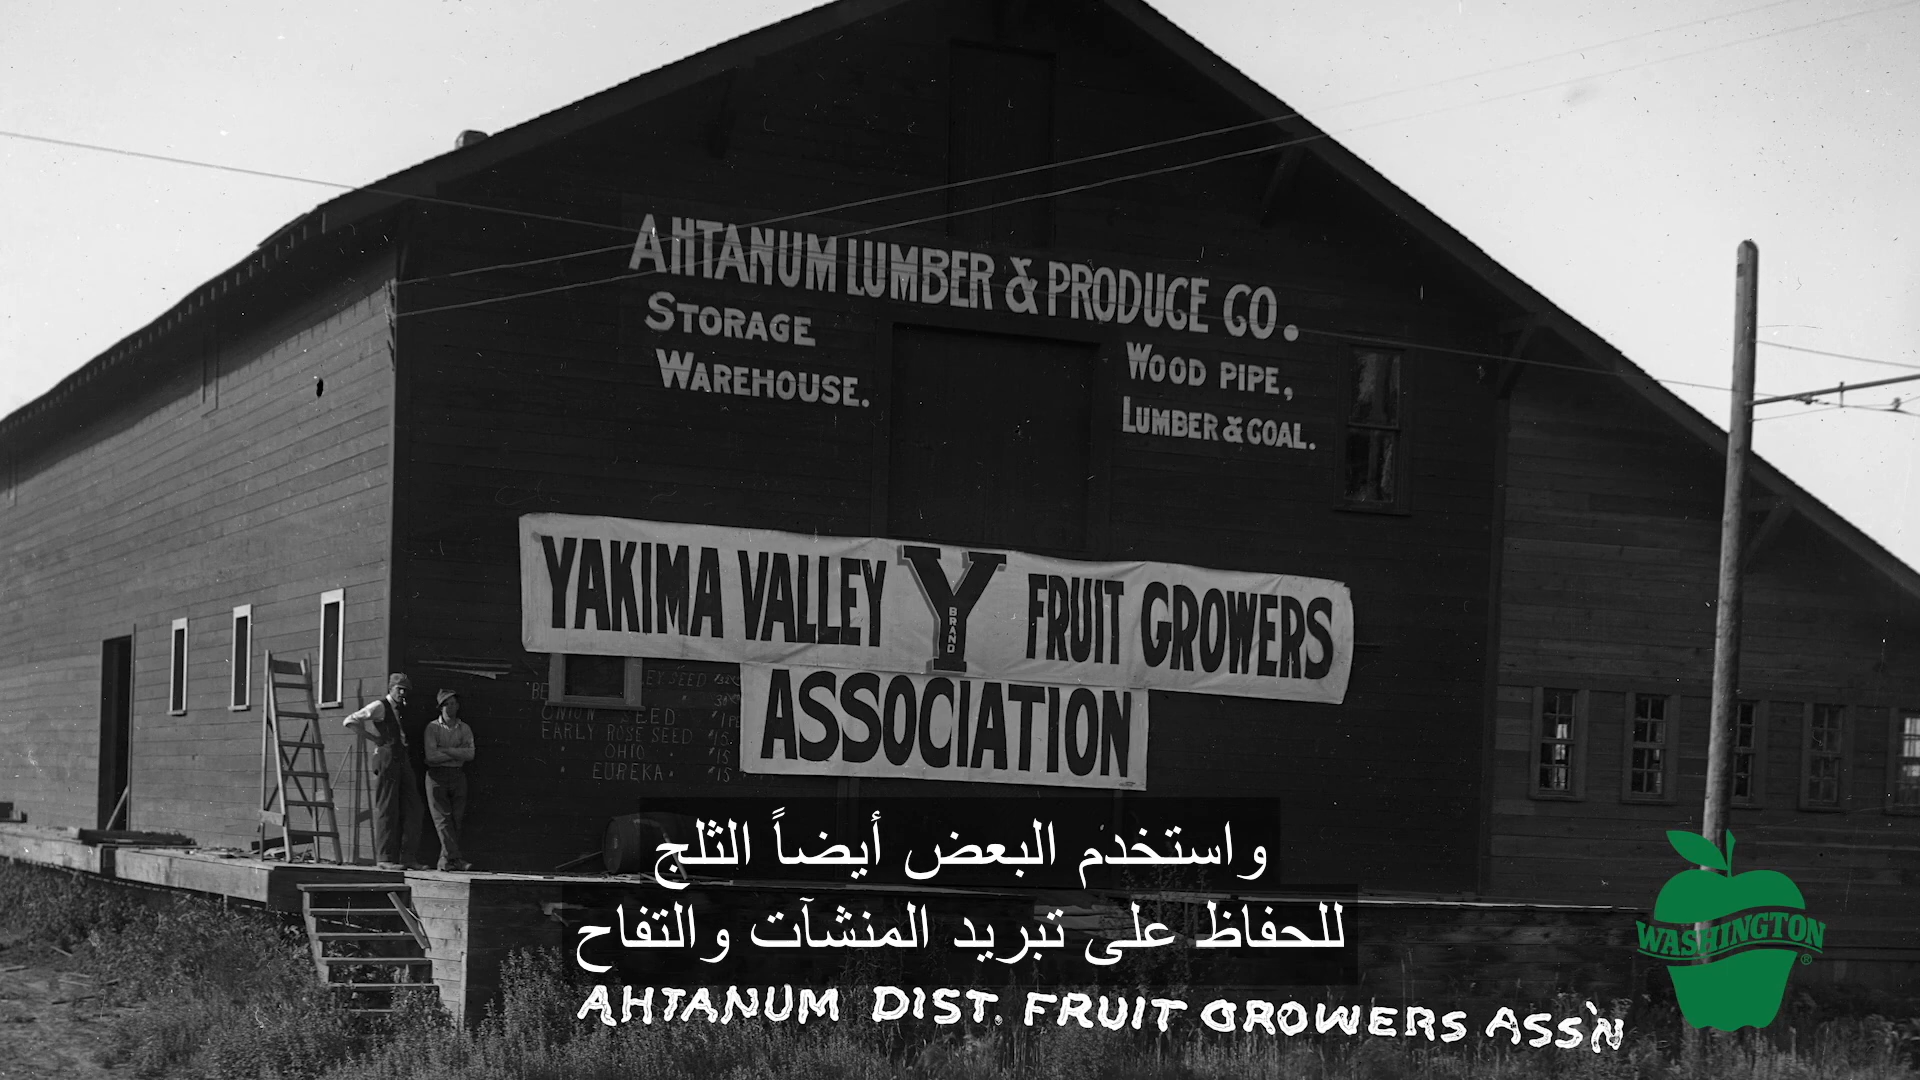 AHTANUM LUMBER & PRODUCE CO.
STORAGE
WAREHOUSE.
WOOD PIPE,
LUMBER & COAL.
YAKIMA VALLEY Y FRUIT GROWERS
BRAND
ASSOCIATION
SEED
ONION SEED
EARLY ROSE SEED
OHIO
EUREKA
واستخدم البعض أيضاً الثلج
للحفاظ على تبريد المنشآت والتفاح
AHTANUM DIST. FRUIT GROWERS ASS'N
WASHINGTON
®